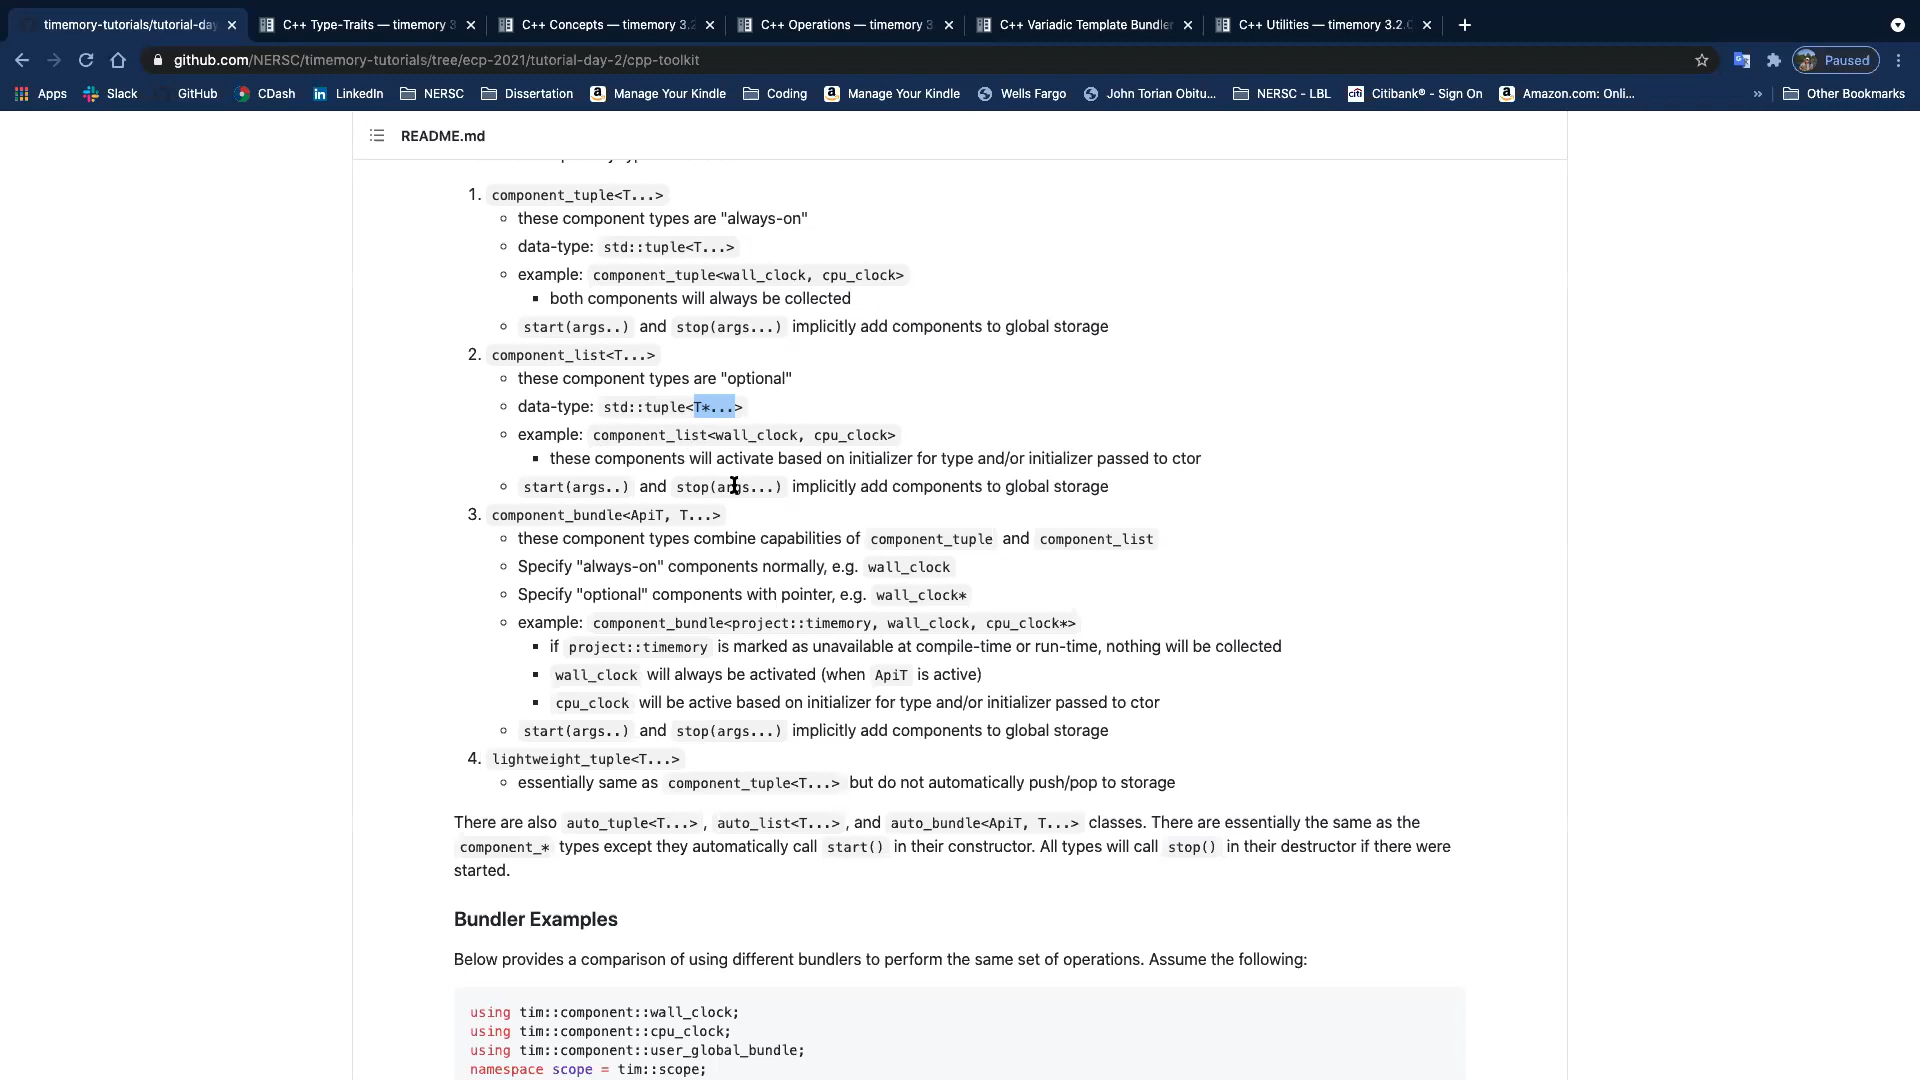 timemory-tutorials/tutorial-day
C++ Type-Traits — timemory 3
C++ Concepts — timemory 3.2
C++ Operations — timemory 3
C++ Variadic Template Bundler
C++ Utilities — timemory 3.2.0
github.com/NERSC/timemory-tutorials/tree/ecp-2021/tutorial-day-2/cpp-toolkit
Paused
Apps
Slack
GitHub
CDash
LinkedIn
NERSC
Dissertation
Manage Your Kindle
Coding
Manage Your Kindle
Wells Fargo
John Torian Obitu...
NERSC - LBL
Citibank® - Sign On
Amazon.com: Onli...
»
Other Bookmarks
README.md
1. component_tuple<T...>
these component types are "always-on"
data-type: std::tuple<T...>
example: component_tuple<wall_clock, cpu_clock>
both components will always be collected
start(args..) and stop(args...) implicitly add components to global storage
2. component_list<T...>
these component types are "optional"
data-type: std::tuple<T*...>
example: component_list<wall_clock, cpu_clock>
these components will activate based on initializer for type and/or initializer passed to ctor
start(args..) and stop(args...) implicitly add components to global storage
3. component_bundle<ApiT, T...>
these component types combine capabilities of component_tuple and component_list
Specify "always-on" components normally, e.g. wall_clock
Specify "optional" components with pointer, e.g. wall_clock*
example: component_bundle<project::timemory, wall_clock, cpu_clock*>
if project::timemory is marked as unavailable at compile-time or run-time, nothing will be collected
wall_clock will always be activated (when ApiT is active)
cpu_clock will be active based on initializer for type and/or initializer passed to ctor
start(args..) and stop(args...) implicitly add components to global storage
4. lightweight_tuple<T...>
essentially same as component_tuple<T...> but do not automatically push/pop to storage
There are also auto_tuple<T...>, auto_list<T...>, and auto_bundle<ApiT, T...> classes. There are essentially the same as the
component_* types except they automatically call start() in their constructor. All types will call stop() in their destructor if there were
started.
Bundler Examples
Below provides a comparison of using different bundlers to perform the same set of operations. Assume the following:
using tim::component::wall_clock;
using tim::component::cpu_clock;
using tim::component::user_global_bundle;
namespace scope = tim::scope;